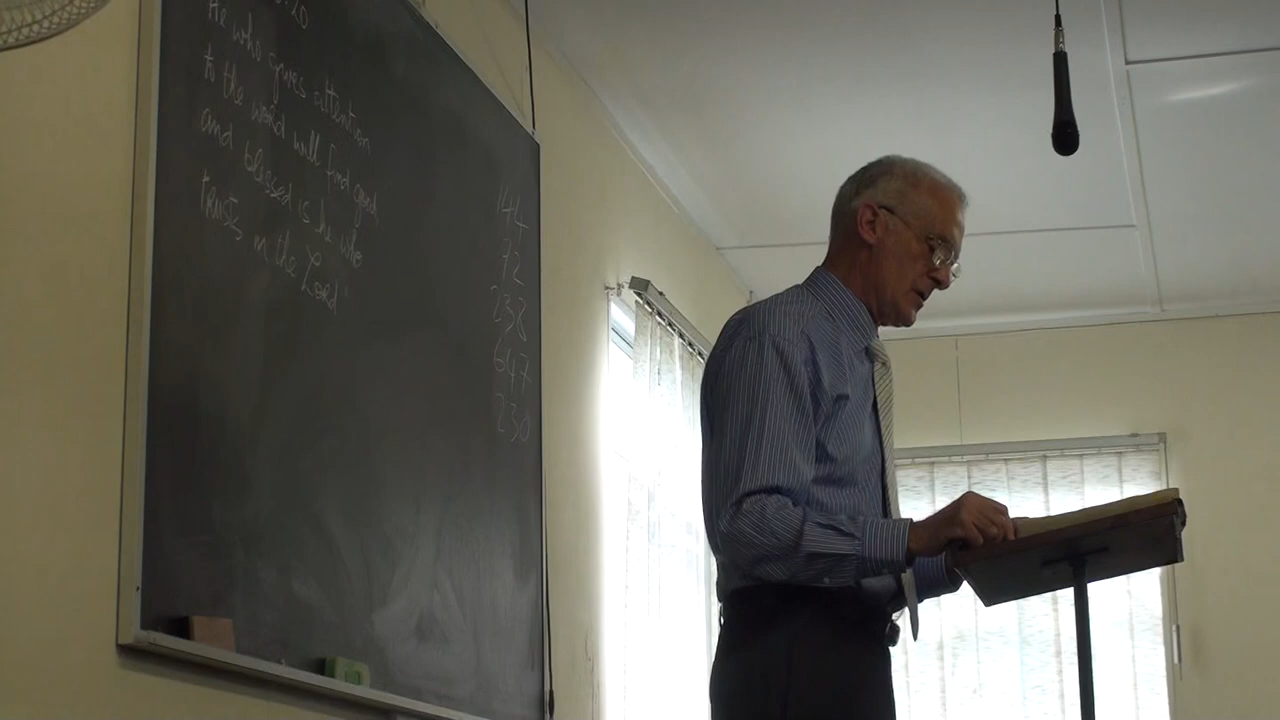 :20
He who gives attention
to the word will find good
and blessed is he who
trusts in the Lord"
144
72
238
647
230